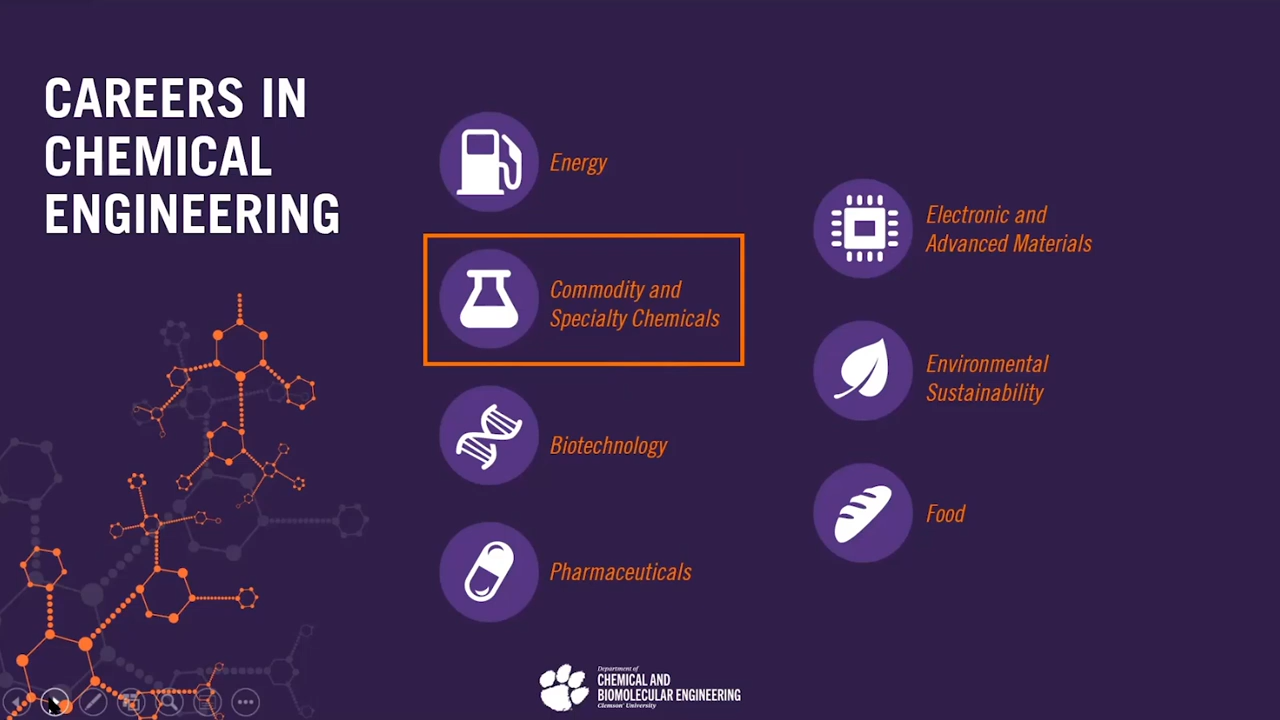 CAREERS IN
CHEMICAL
ENGINEERING
Energy
Commodity and
Specialty Chemicals
Biotechnology
Pharmaceuticals
Electronic and
Advanced Materials
Environmental
Sustainability
Food
Department of
CHEMICAL AND
BIOMOLECULAR ENGINEERING
Clemson University